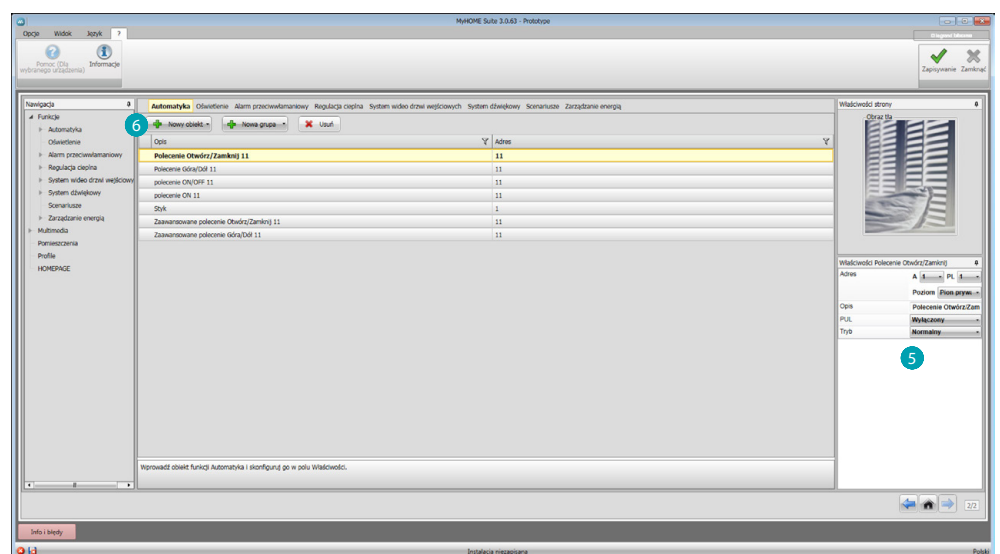 MyHOME Suite 3.0.63 - Prototype
Opcje Widok Język ?
Pomoc (Dla wybranego urządzenia)
Informacje
Zapisywanie Zamknąć
Nawigacja
Funkcje
Automatyka
Oświetlenie
Alarm przeciwwłamaniowy
Regulacja cieplna
System wideo drzwi wejściowy
System dźwiękowy
Scenariusze
Zarządzanie energią
Multimedia
Pomieszczenia
Profile
HOMEPAGE
Automatyka Oświetlenie Alarm przeciwwłamaniowy Regulacja cieplna System wideo drzwi wejściowych System dźwiękowy Scenariusze Zarządzanie energią
6 Nowy obiekt Nowa grupa Usuń
Opis Adres
Polecenie Otwórz/Zamknij 11 11
Polecenie Góra/Dół 11 11
polecenie ON/OFF 11 11
polecenie ON 11 11
Styk 1
Zaawansowane polecenie Otwórz/Zamknij 11 11
Zaawansowane polecenie Góra/Dół 11 11
Wprowadź obiekt funkcji Automatyka i skonfiguruj go w polu Właściwości.
Właściwości strony
Obraz tła
Właściwości Polecenie Otwórz/Zamknij)
Adres A 1 PL 1
Poziom Pion pryw.
Opis Polecenie Otwórz/Zam
PUL Wyłączony
Tryb Normalny
5
2/2
Info i błędy
Instalacja niezapisana
Polski